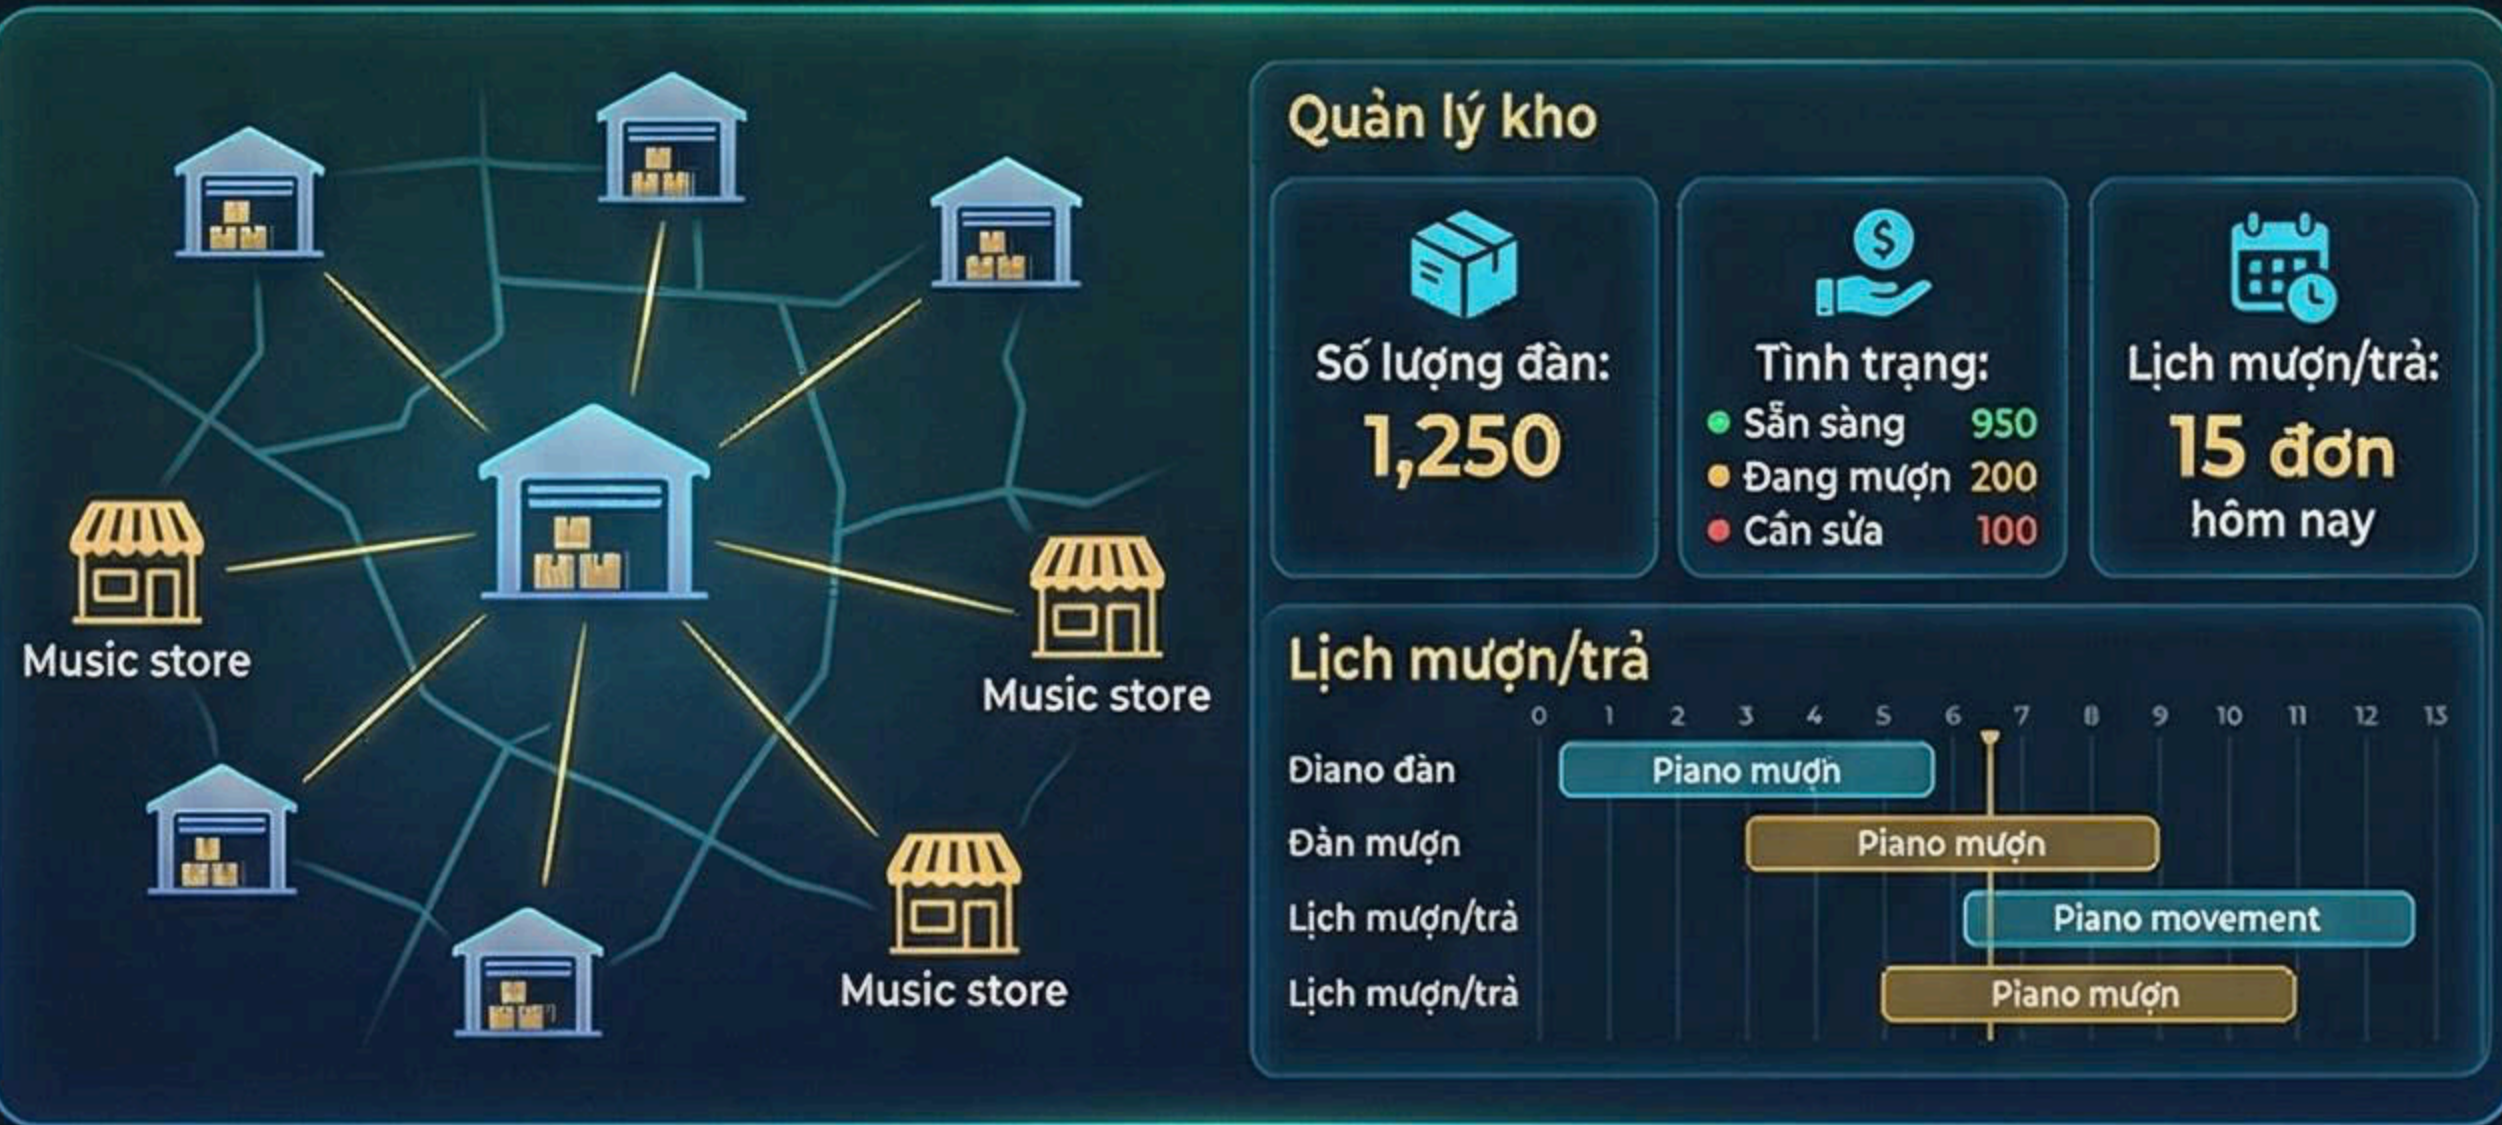 Music store
Music store
Music store
Quản lý kho
Số lượng đàn:
1,250
Tình trạng:
Sẵn sàng 950
Đang mượn 200
Cần sửa 100
Lịch mượn/trả:
15 đơn
hôm nay
Lịch mượn/trả
0 1 2 3 4 5 6 7 8 9 10 11 12 13
Điano đàn Piano mượn
Đàn mượn Piano mượn
Lịch mượn/trả Piano movement
Lịch mượn/trả Piano mượn